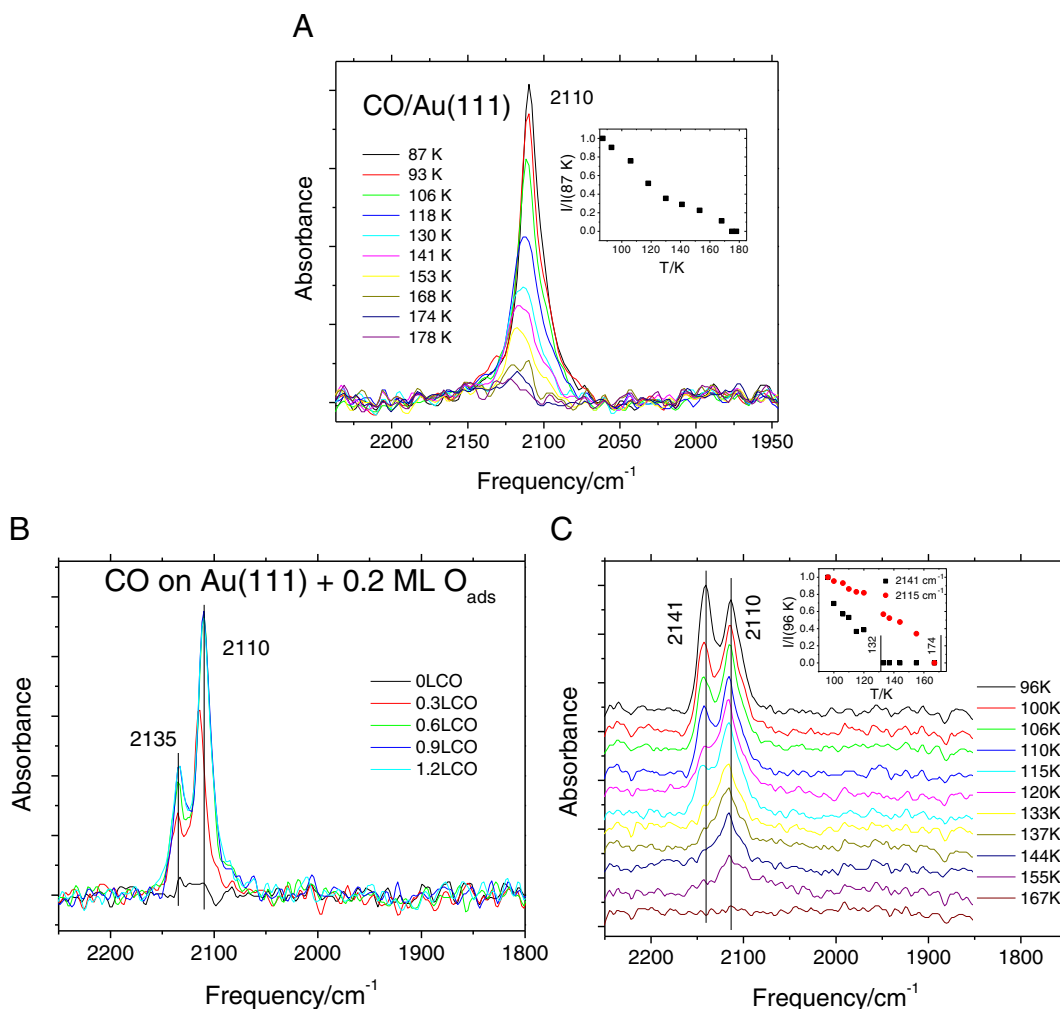 A
CO/Au(111)
2110
87 K
93 K
106 K
118 K
130 K
141 K
153 K
168 K
174 K
178 K
1.0
0.8
0.6
0.4
0.2
0.0
I/I(87 K)
100 120 140 160 180
T/K
Absorbance
2200 2150 2100 2050 2000 1950
Frequency/cm-1
B
CO on Au(111) + 0.2 ML Oads
2110
2135
0LCO
0.3LCO
0.6LCO
0.9LCO
1.2LCO
Absorbance
2200 2100 2000 1900 1800
Frequency/cm-1
C
2141
2110
1.0
0.8
0.6
0.4
0.2
0.0
I/I(96 K)
2141 cm-1
2115 cm-1
132
174
100 120 140 160
T/K
96K
100K
106K
110K
115K
120K
133K
137K
144K
155K
167K
Absorbance
2200 2100 2000 1900 1800
Frequency/cm-1